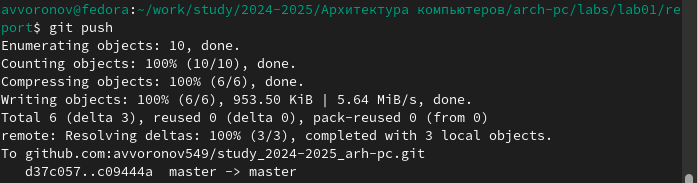 avvoronov@fedora:~/work/study/2024-2025/Архитектура компьютеров/arch-pc/labs/lab01/re
port$ git push
Enumerating objects: 10, done.
Counting objects: 100% (10/10), done.
Compressing objects: 100% (6/6), done.
Writing objects: 100% (6/6), 953.50 KiB | 5.64 MiB/s, done.
Total 6 (delta 3), reused 0 (delta 0), pack-reused 0 (from 0)
remote: Resolving deltas: 100% (3/3), completed with 3 local objects.
To github.com:avvoronov549/study_2024-2025_arh-pc.git
   d37c057..c09444a  master -> master